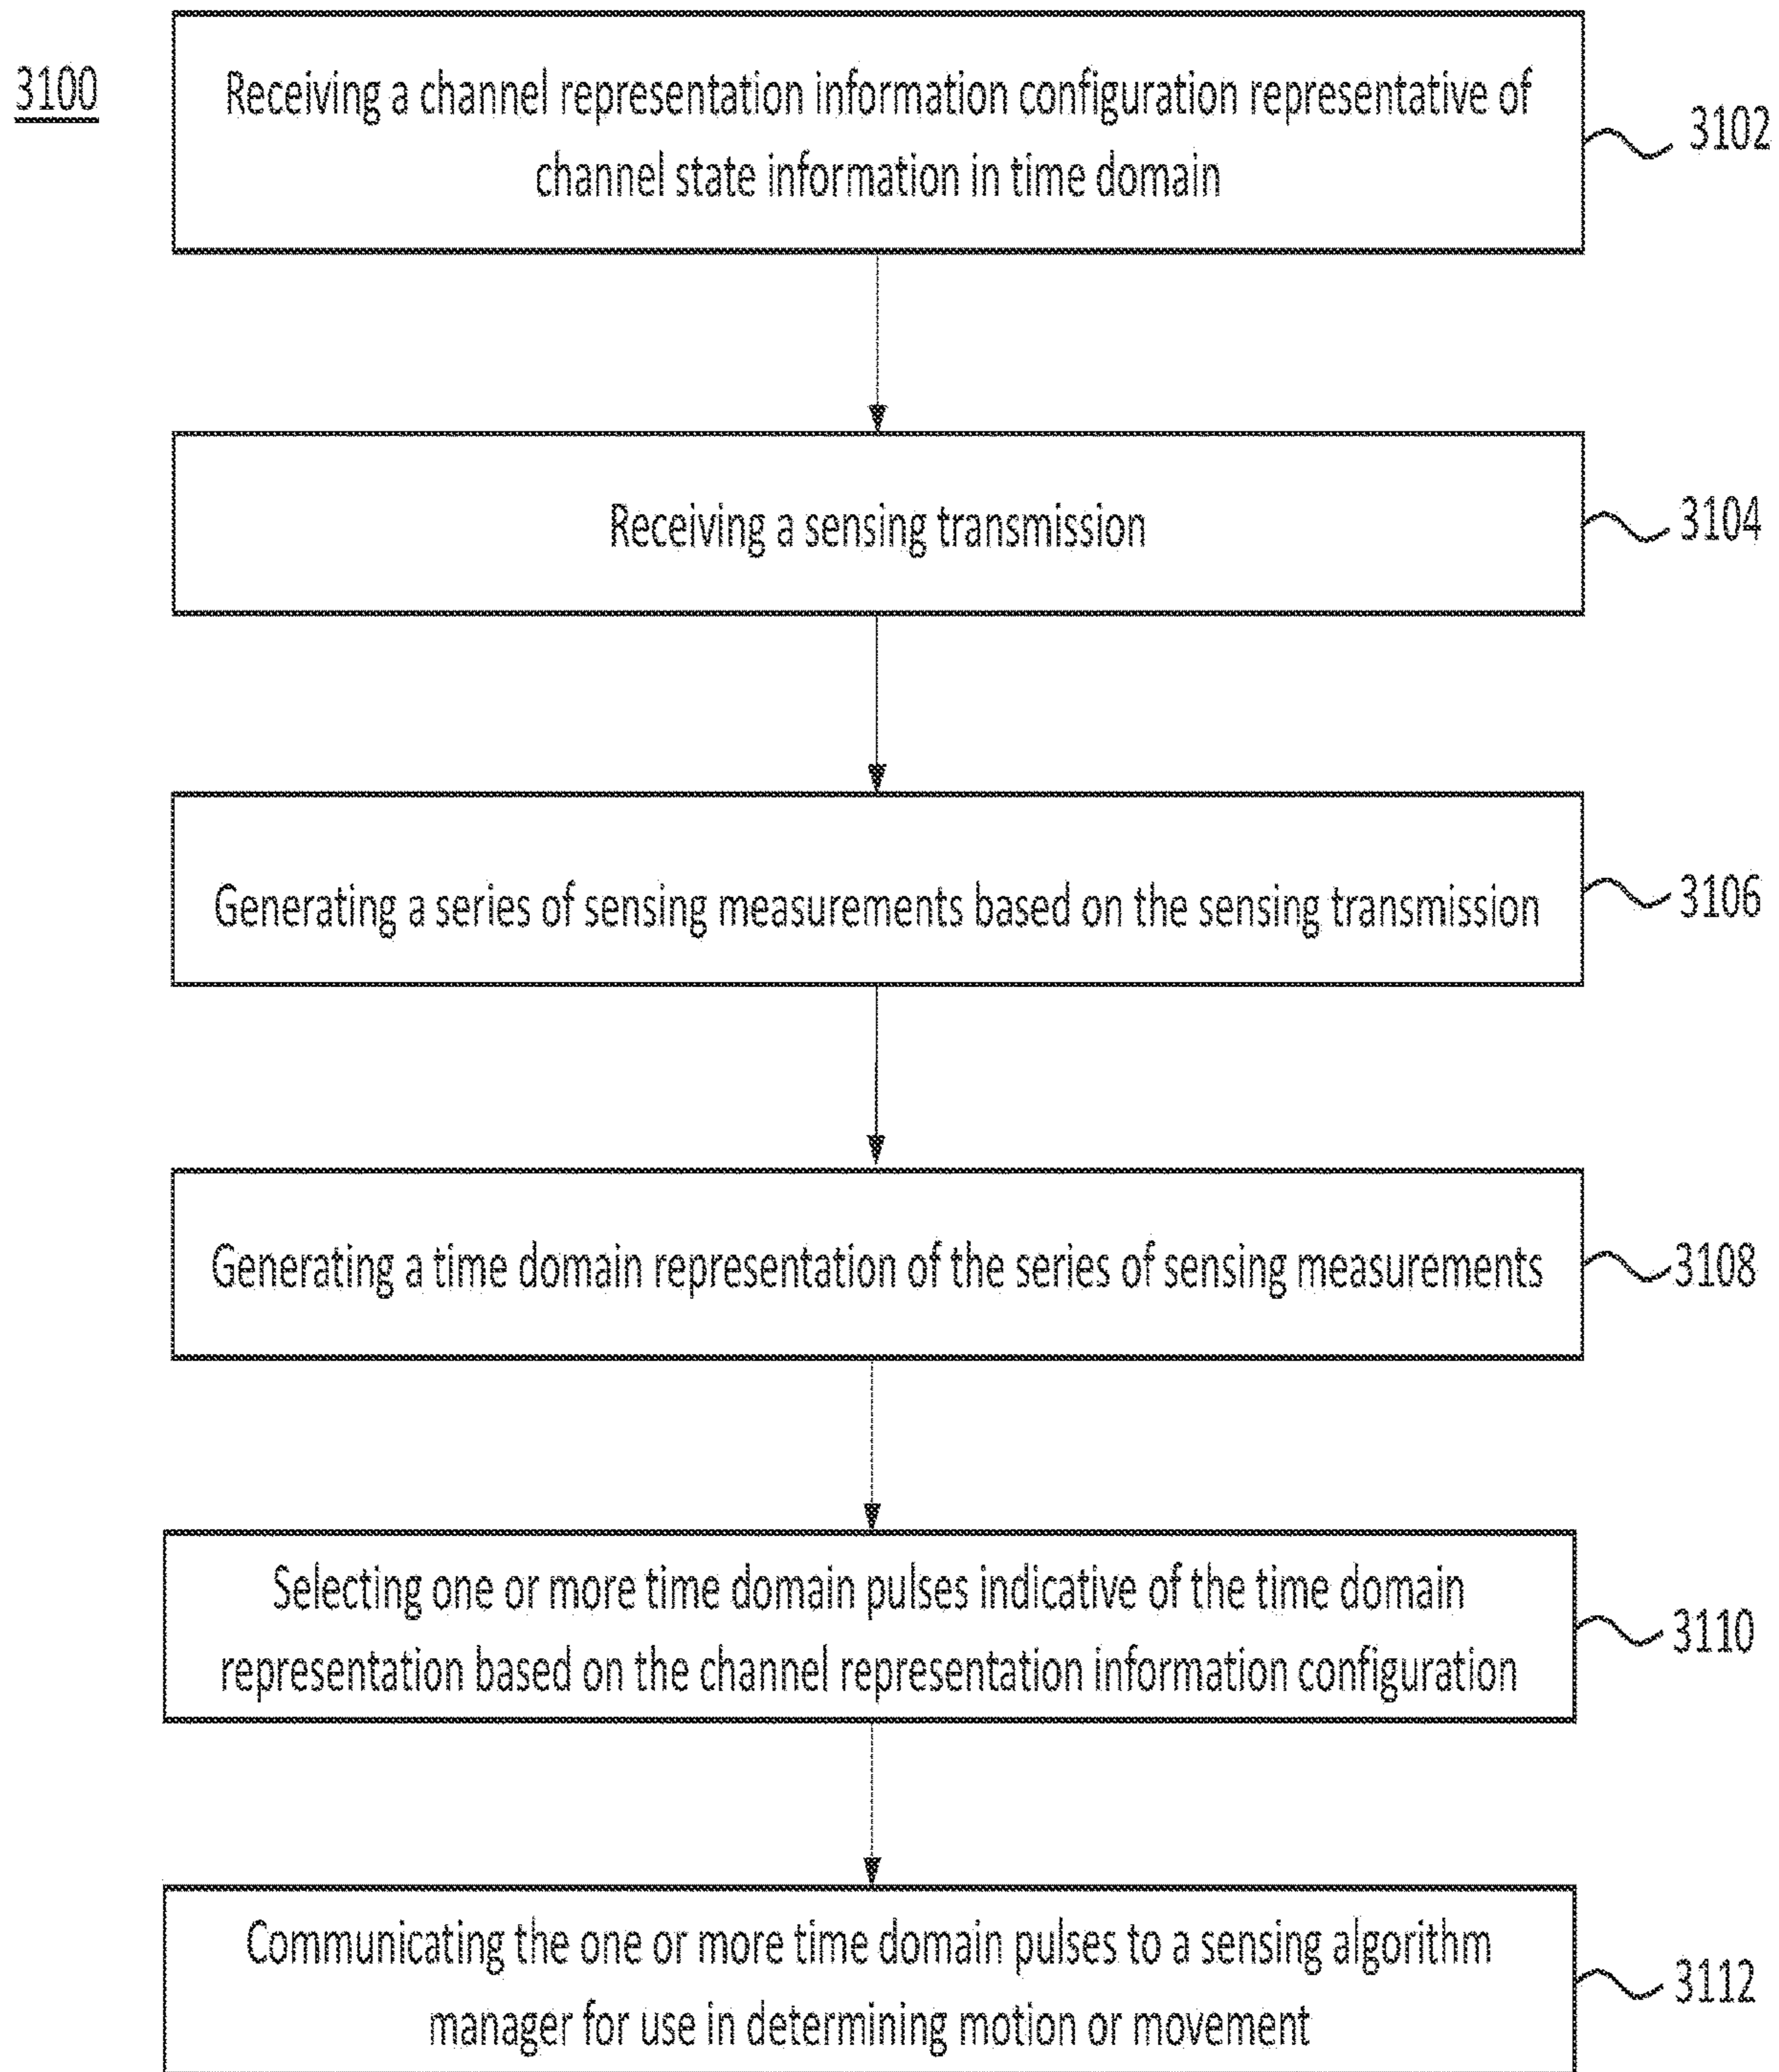 3100
Receiving a channel representation information configuration representative of
channel state information in time domain
3102
Receiving a sensing transmission
3104
Generating a series of sensing measurements based on the sensing transmission
3106
Generating a time domain representation of the series of sensing measurements
3108
Selecting one or more time domain pulses indicative of the time domain
representation based on the channel representation information configuration
3110
Communicating the one or more time domain pulses to a sensing algorithm
manager for use in determining motion or movement
3112